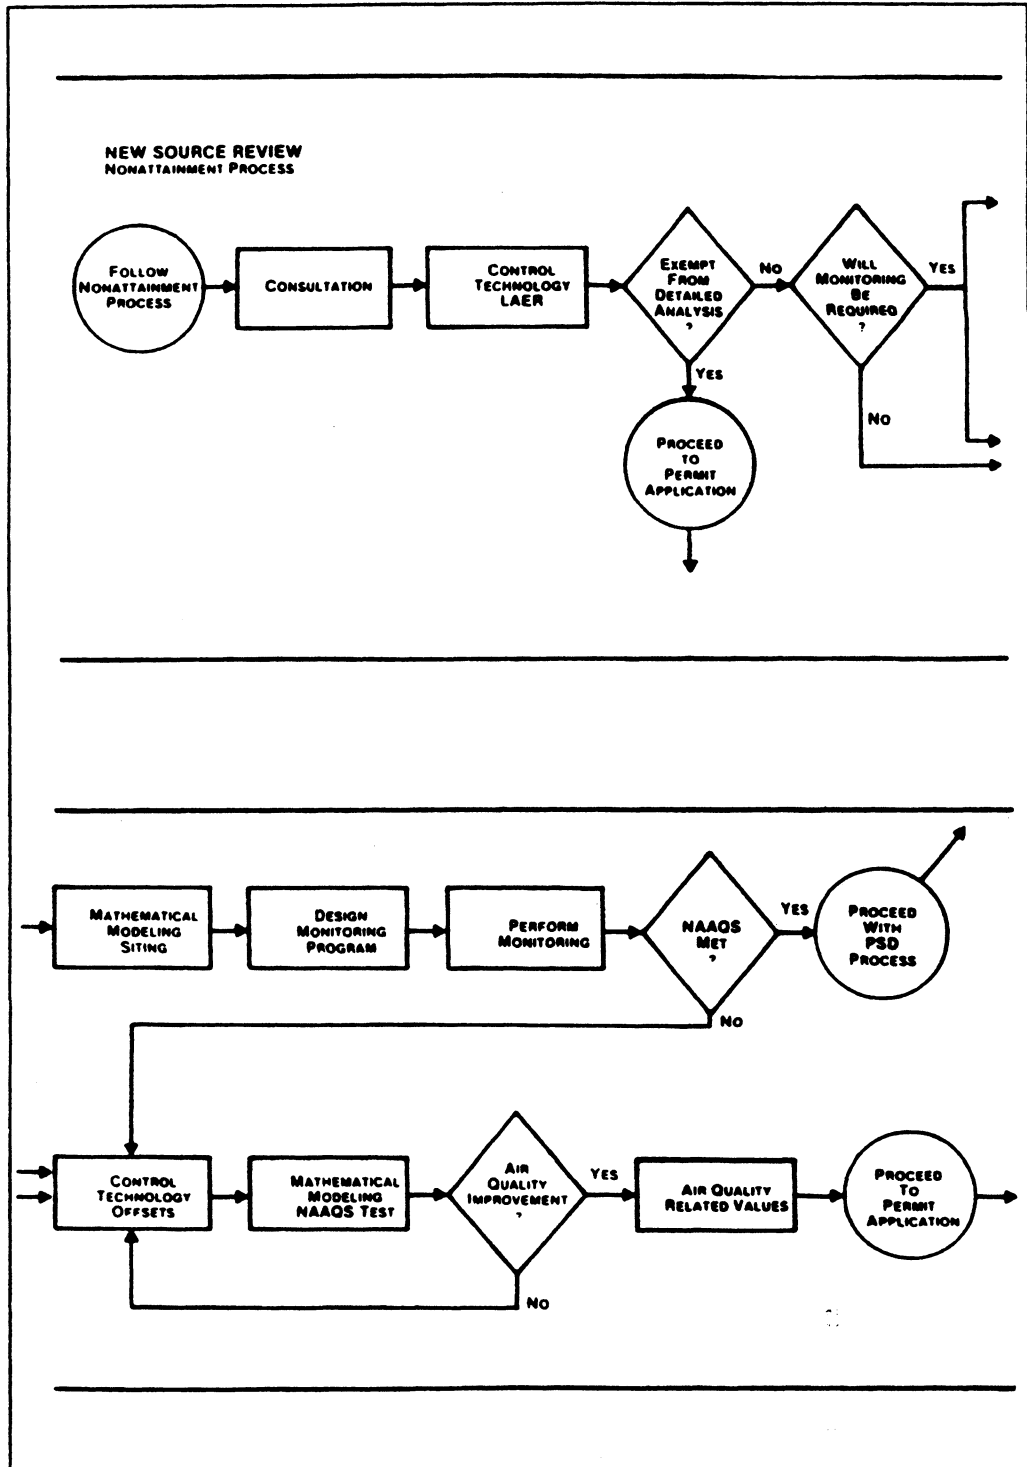 NEW SOURCE REVIEW
NONATTAINMENT PROCESS
FOLLOW
NONATTAINMENT
PROCESS
CONSULTATION
CONTROL
TECHNOLOGY
LAER
EXEMPT
FROM
DETAILED
ANALYSIS
?
NO
WILL
MONITORING
BE
REQUIRED
?
YES
YES
NO
PROCEED
TO
PERMIT
APPLICATION
MATHEMATICAL
MODELING
SITING
DESIGN
MONITORING
PROGRAM
PERFORM
MONITORING
NAAQS
MET
?
YES
PROCEED
WITH
PSD
PROCESS
NO
CONTROL
TECHNOLOGY
OFFSETS
MATHEMATICAL
MODELING
NAAQS TEST
AIR
QUALITY
IMPROVEMENT
?
YES
AIR QUALITY
RELATED VALUES
PROCEED
TO
PERMIT
APPLICATION
NO